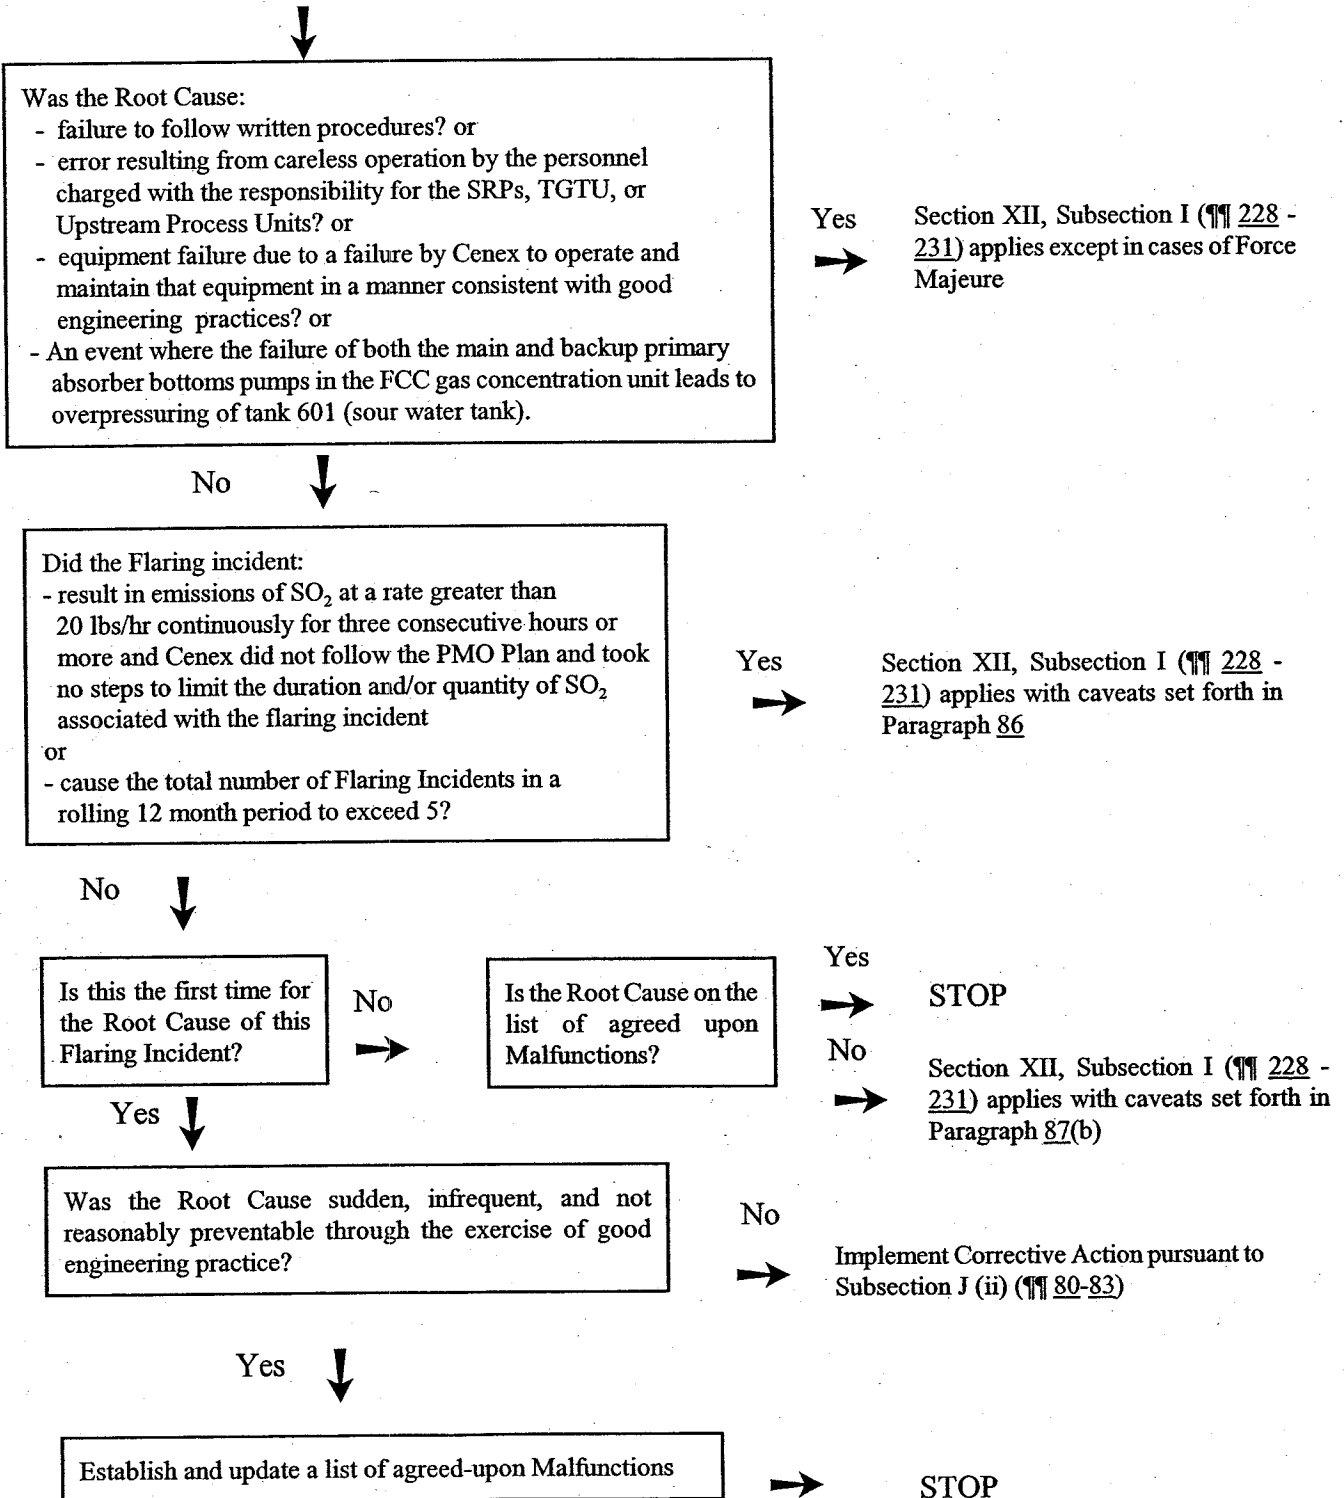 Was the Root Cause:
- failure to follow written procedures? or
- error resulting from careless operation by the personnel
charged with the responsibility for the SRPs, TGTU, or
Upstream Process Units? or
- equipment failure due to a failure by Cenex to operate and
maintain that equipment in a manner consistent with good
engineering practices? or
- An event where the failure of both the main and backup primary
absorber bottoms pumps in the FCC gas concentration unit leads to
overpressuring of tank 601 (sour water tank).
Yes
Section XII, Subsection I (¶¶ 228 -
231) applies except in cases of Force
Majeure
No
Did the Flaring incident:
- result in emissions of SO₂ at a rate greater than
20 lbs/hr continuously for three consecutive hours or
more and Cenex did not follow the PMO Plan and took
no steps to limit the duration and/or quantity of SO₂
associated with the flaring incident
or
- cause the total number of Flaring Incidents in a
rolling 12 month period to exceed 5?
Yes
Section XII, Subsection I (¶¶ 228 -
231) applies with caveats set forth in
Paragraph 86
No
Is this the first time for
the Root Cause of this
Flaring Incident?
No
Is the Root Cause on the
list of agreed upon
Malfunctions?
Yes
STOP
No
Section XII, Subsection I (¶¶ 228 -
231) applies with caveats set forth in
Paragraph 87(b)
Yes
Was the Root Cause sudden, infrequent, and not
reasonably preventable through the exercise of good
engineering practice?
No
Implement Corrective Action pursuant to
Subsection J (ii) (¶¶ 80-83)
Yes
Establish and update a list of agreed-upon Malfunctions
STOP